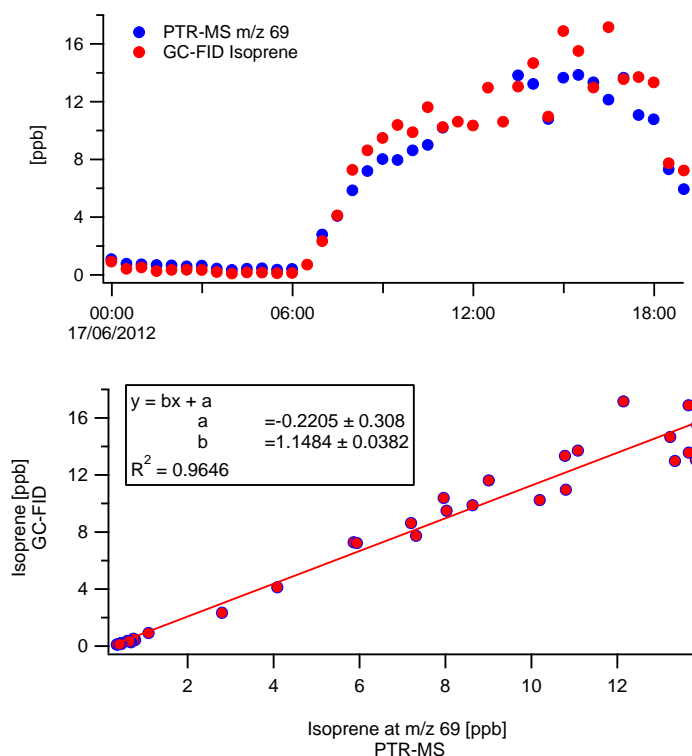 16
12
8
4
0
[ppb]
PTR-MS m/z 69
GC-FID Isoprene
00:00
06:00
12:00
18:00
17/06/2012
16
12
8
4
0
Isoprene [ppb]
GC-FID
y = bx + a
a =-0.2205 ± 0.308
b =1.1484 ± 0.0382
R² = 0.9646
2
4
6
8
10
12
Isoprene at m/z 69 [ppb]
PTR-MS